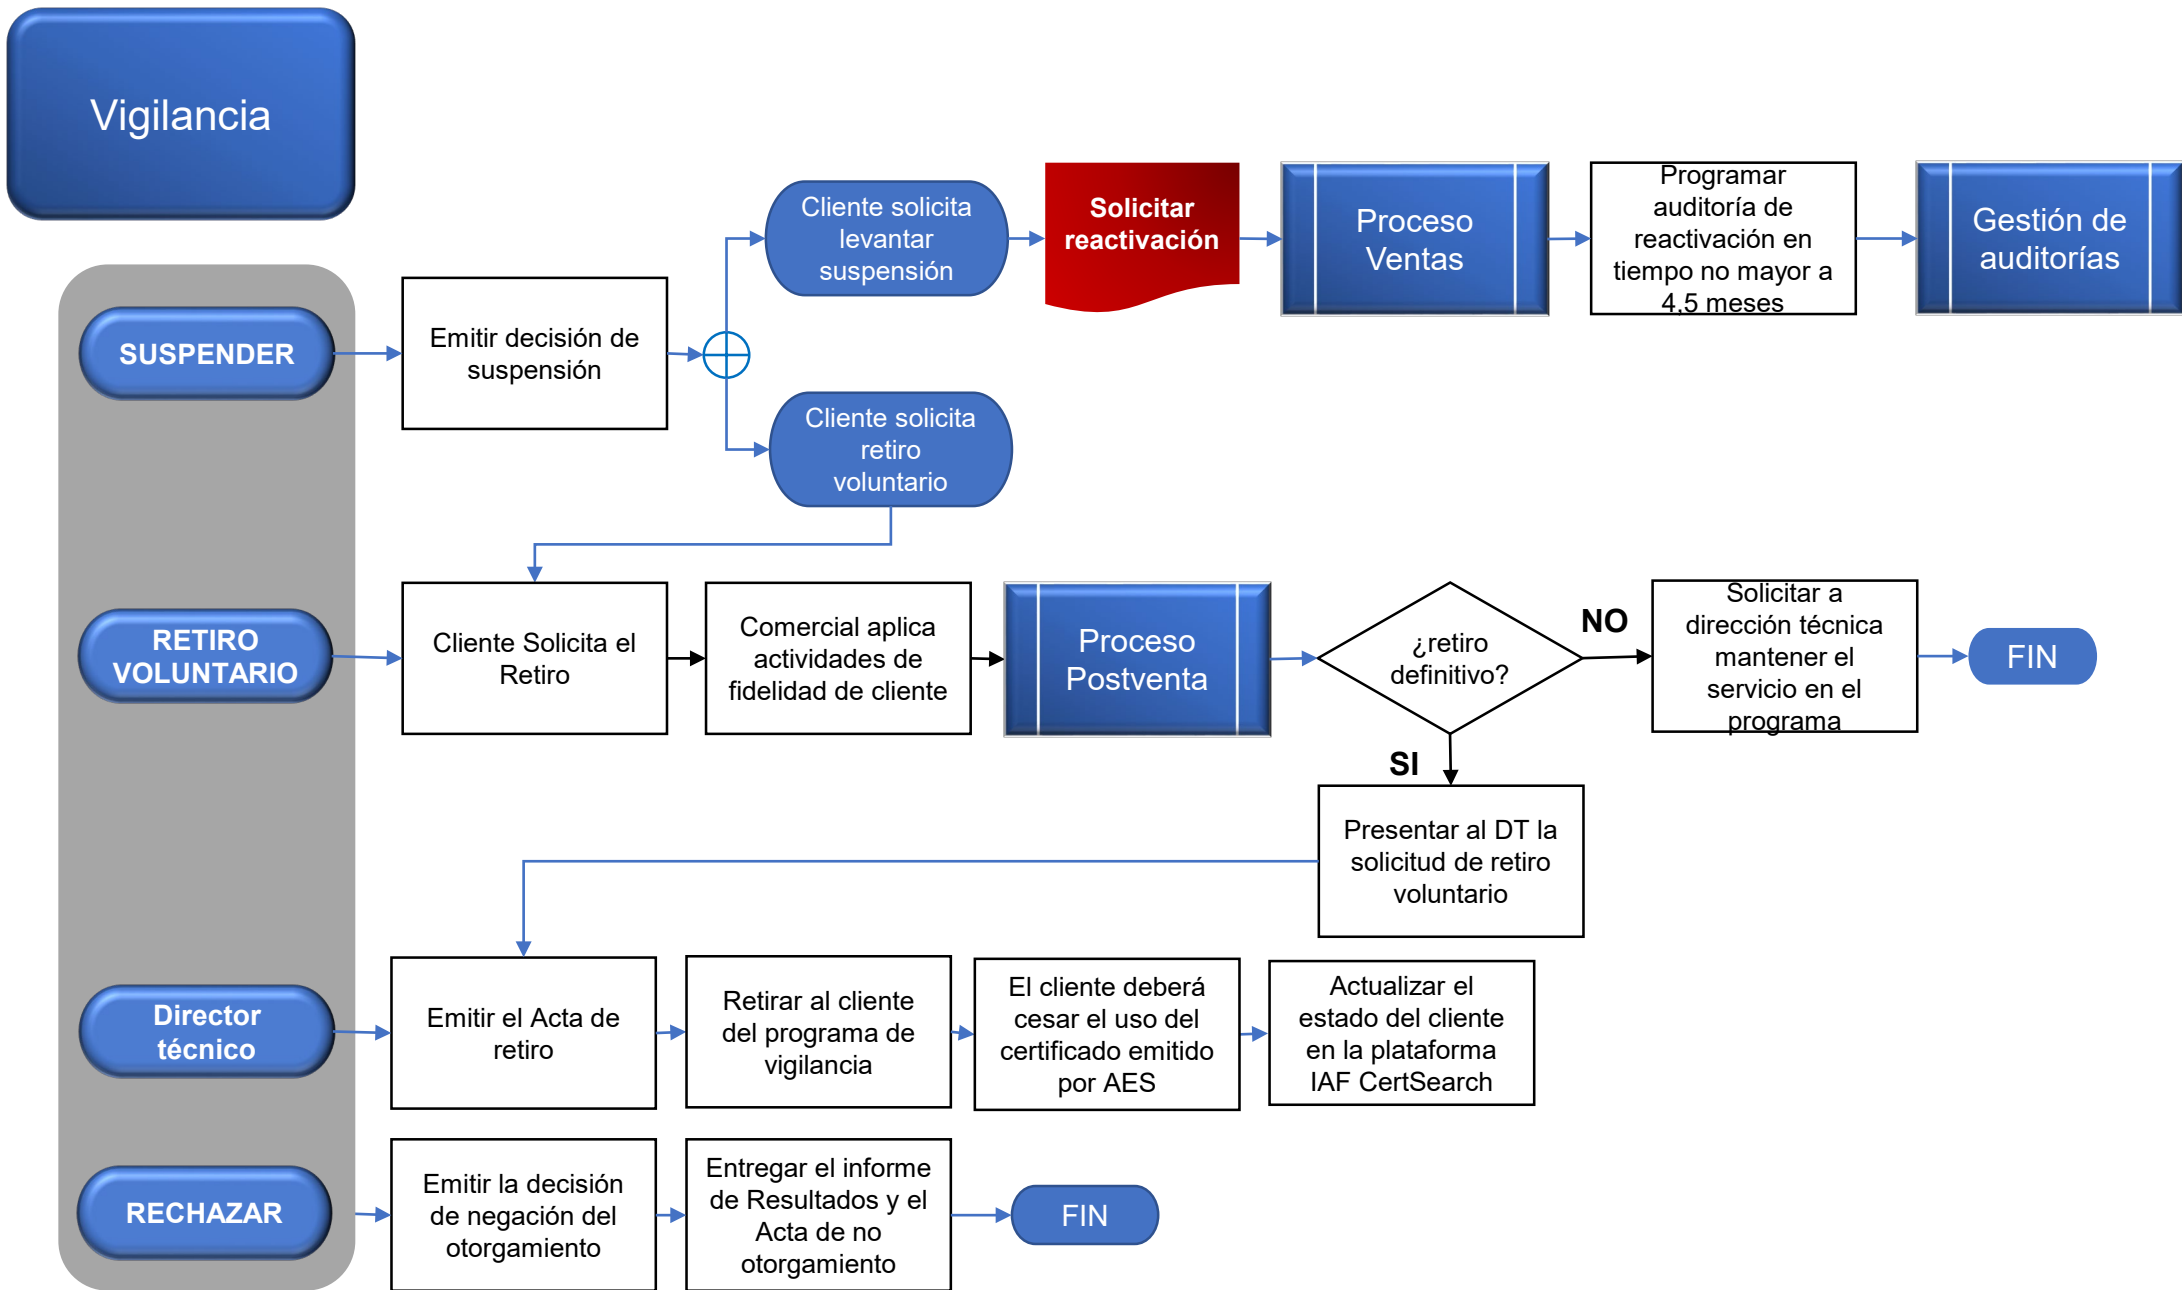 Vigilancia
Cliente solicita
levantar
suspensión
Solicitar
reactivación
Proceso
Ventas
Programar
auditoría de
reactivación en
tiempo no mayor a
4,5 meses
Gestión de
auditorías
SUSPENDER
Emitir decisión de
suspensión
Cliente solicita
retiro
voluntario
RETIRO
VOLUNTARIO
Cliente Solicita el
Retiro
Comercial aplica
actividades de
fidelidad de cliente
Proceso
Postventa
¿retiro
definitivo?
NO
Solicitar a
dirección técnica
mantener el
servicio en el
programa
FIN
SI
Presentar al DT la
solicitud de retiro
voluntario
Director
técnico
Emitir el Acta de
retiro
Retirar al cliente
del programa de
vigilancia
El cliente deberá
cesar el uso del
certificado emitido
por AES
Actualizar el
estado del cliente
en la plataforma
IAF CertSearch
RECHAZAR
Emitir la decisión
de negación del
otorgamiento
Entregar el informe
de Resultados y el
Acta de no
otorgamiento
FIN